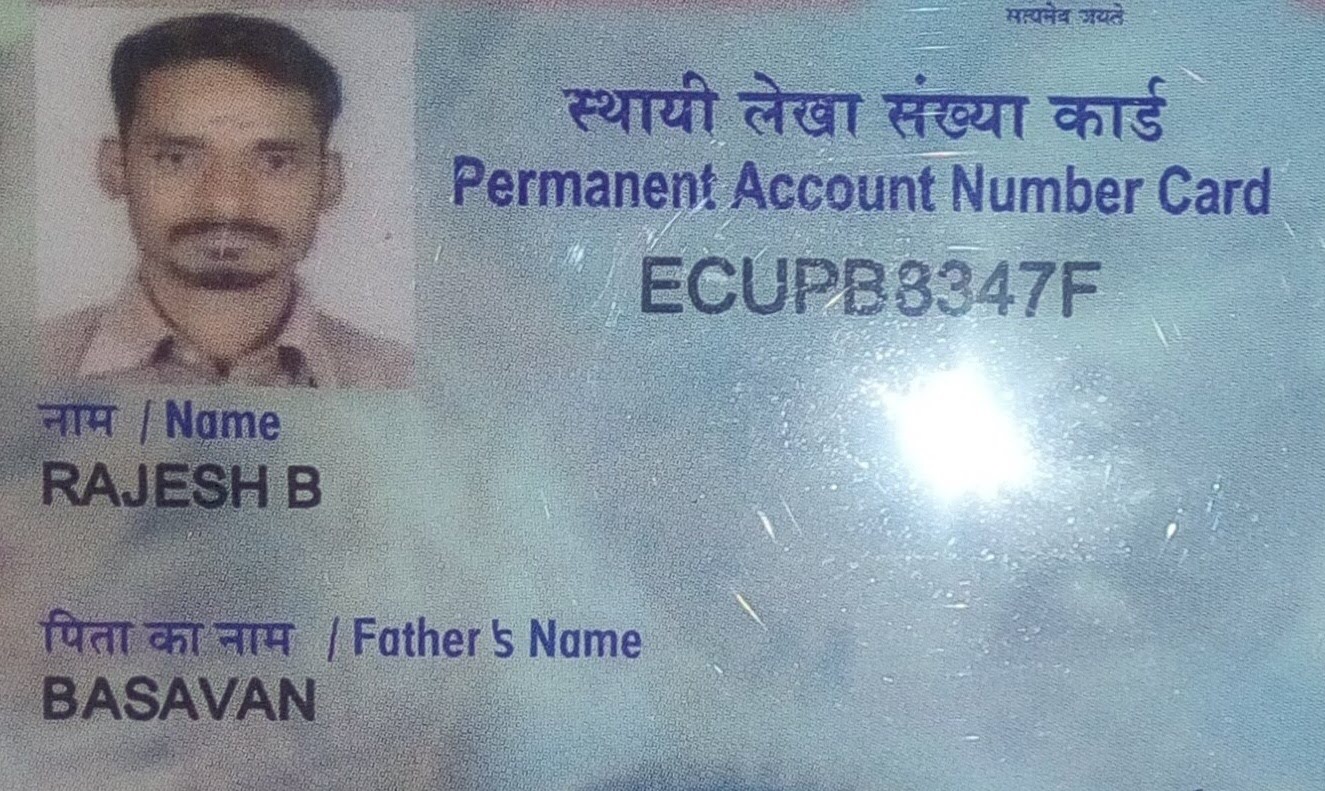 सत्यमेव जयते
स्थायी लेखा संख्या कार्ड
Permanent Account Number Card
ECUPB8347F
नाम / Name
RAJESH B
पिता का नाम / Father's Name
BASAVAN